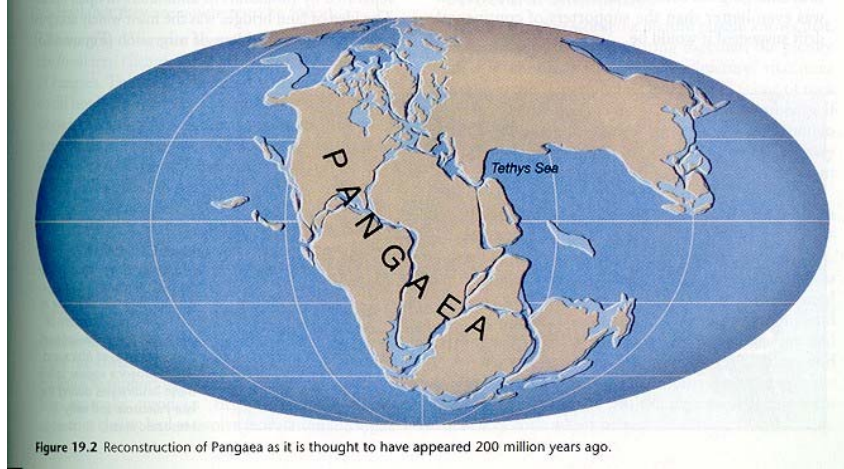 Tethys Sea
PANGAEA
Figure 19.2 Reconstruction of Pangaea as it is thought to have appeared 200 million years ago.